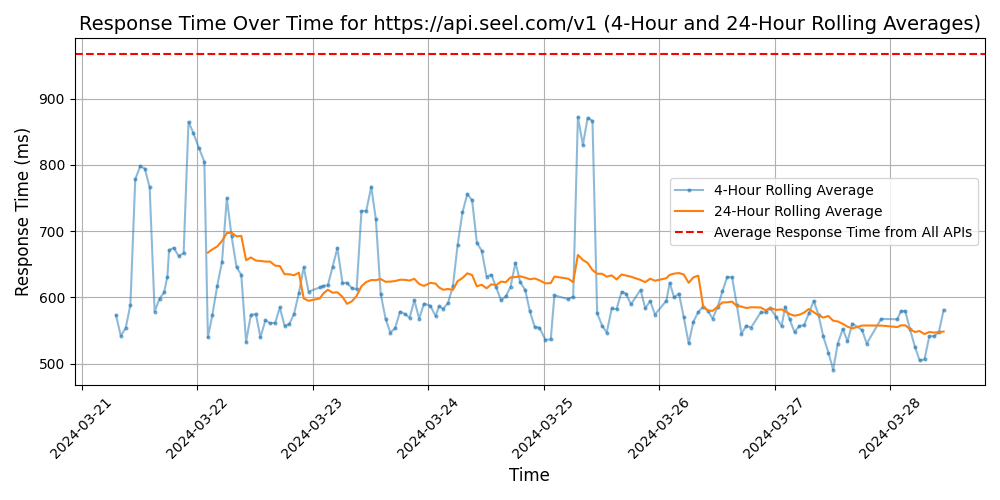 Response Time Over Time for https://api.seel.com/v1 (4-Hour and 24-Hour Rolling Averages)
Response Time (ms)
900
800
700
600
500
4-Hour Rolling Average
24-Hour Rolling Average
Average Response Time from All APIs
2024-03-21
2024-03-22
2024-03-23
2024-03-24
2024-03-25
2024-03-26
2024-03-27
2024-03-28
Time